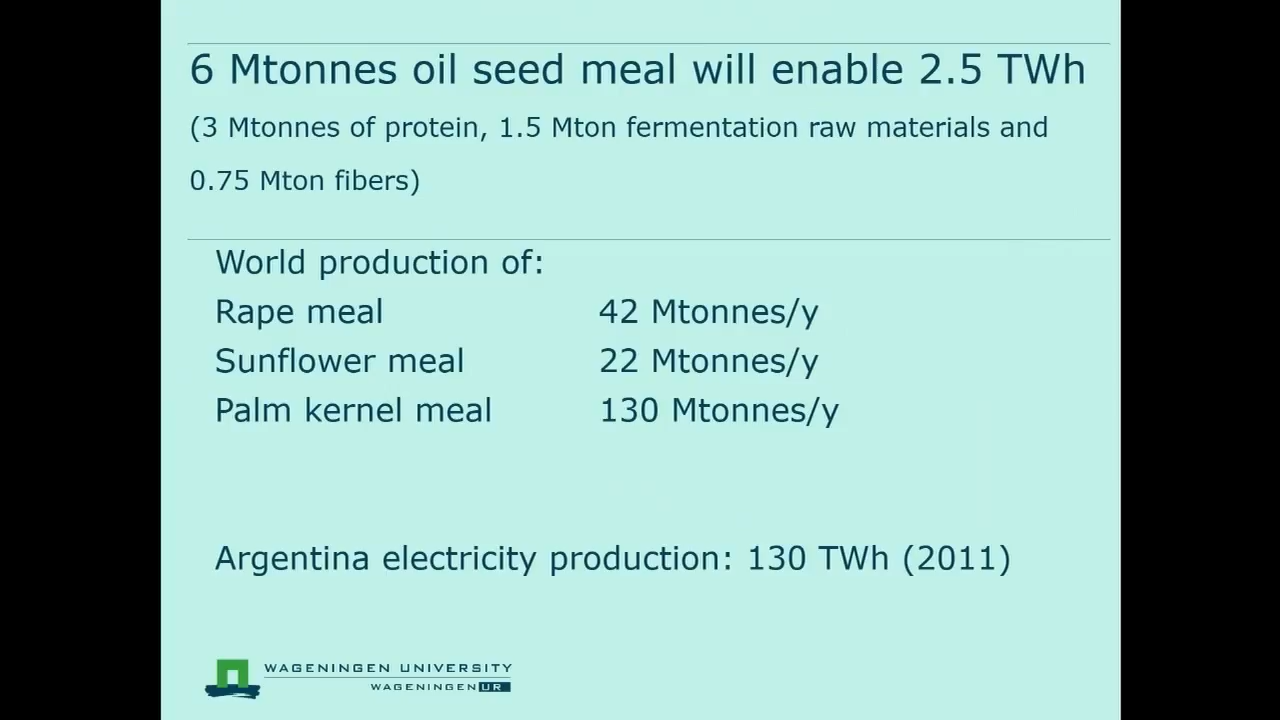 6 Mtonnes oil seed meal will enable 2.5 TWh
(3 Mtonnes of protein, 1.5 Mton fermentation raw materials and
0.75 Mton fibers)
World production of:
Rape meal 42 Mtonnes/y
Sunflower meal 22 Mtonnes/y
Palm kernel meal 130 Mtonnes/y
Argentina electricity production: 130 TWh (2011)
WAGENINGEN UNIVERSITY
WAGENINGEN UR